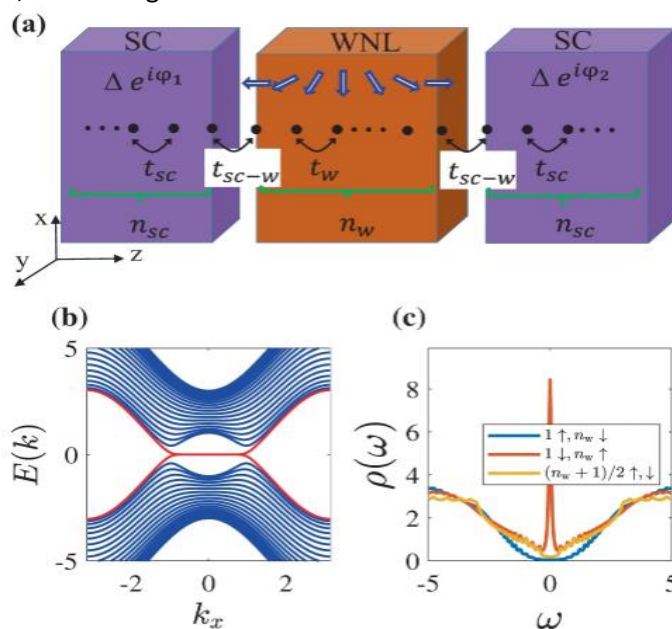 (a)
SC WNL SC
Δ e^{iφ₁} Δ e^{iφ₂}
t_{sc} t_{sc-w} t_w t_{sc-w} t_{sc}
x
y z
n_{sc} n_w n_{sc}
(b) (c)
5
0
-5
E(k)
-2 0 2
k_x
8
6
4
2
0
ρ(ω)
1 ↑, n_w ↓
1 ↓, n_w ↑
(n_w + 1)/2 ↑, ↓
-5 0 5
ω